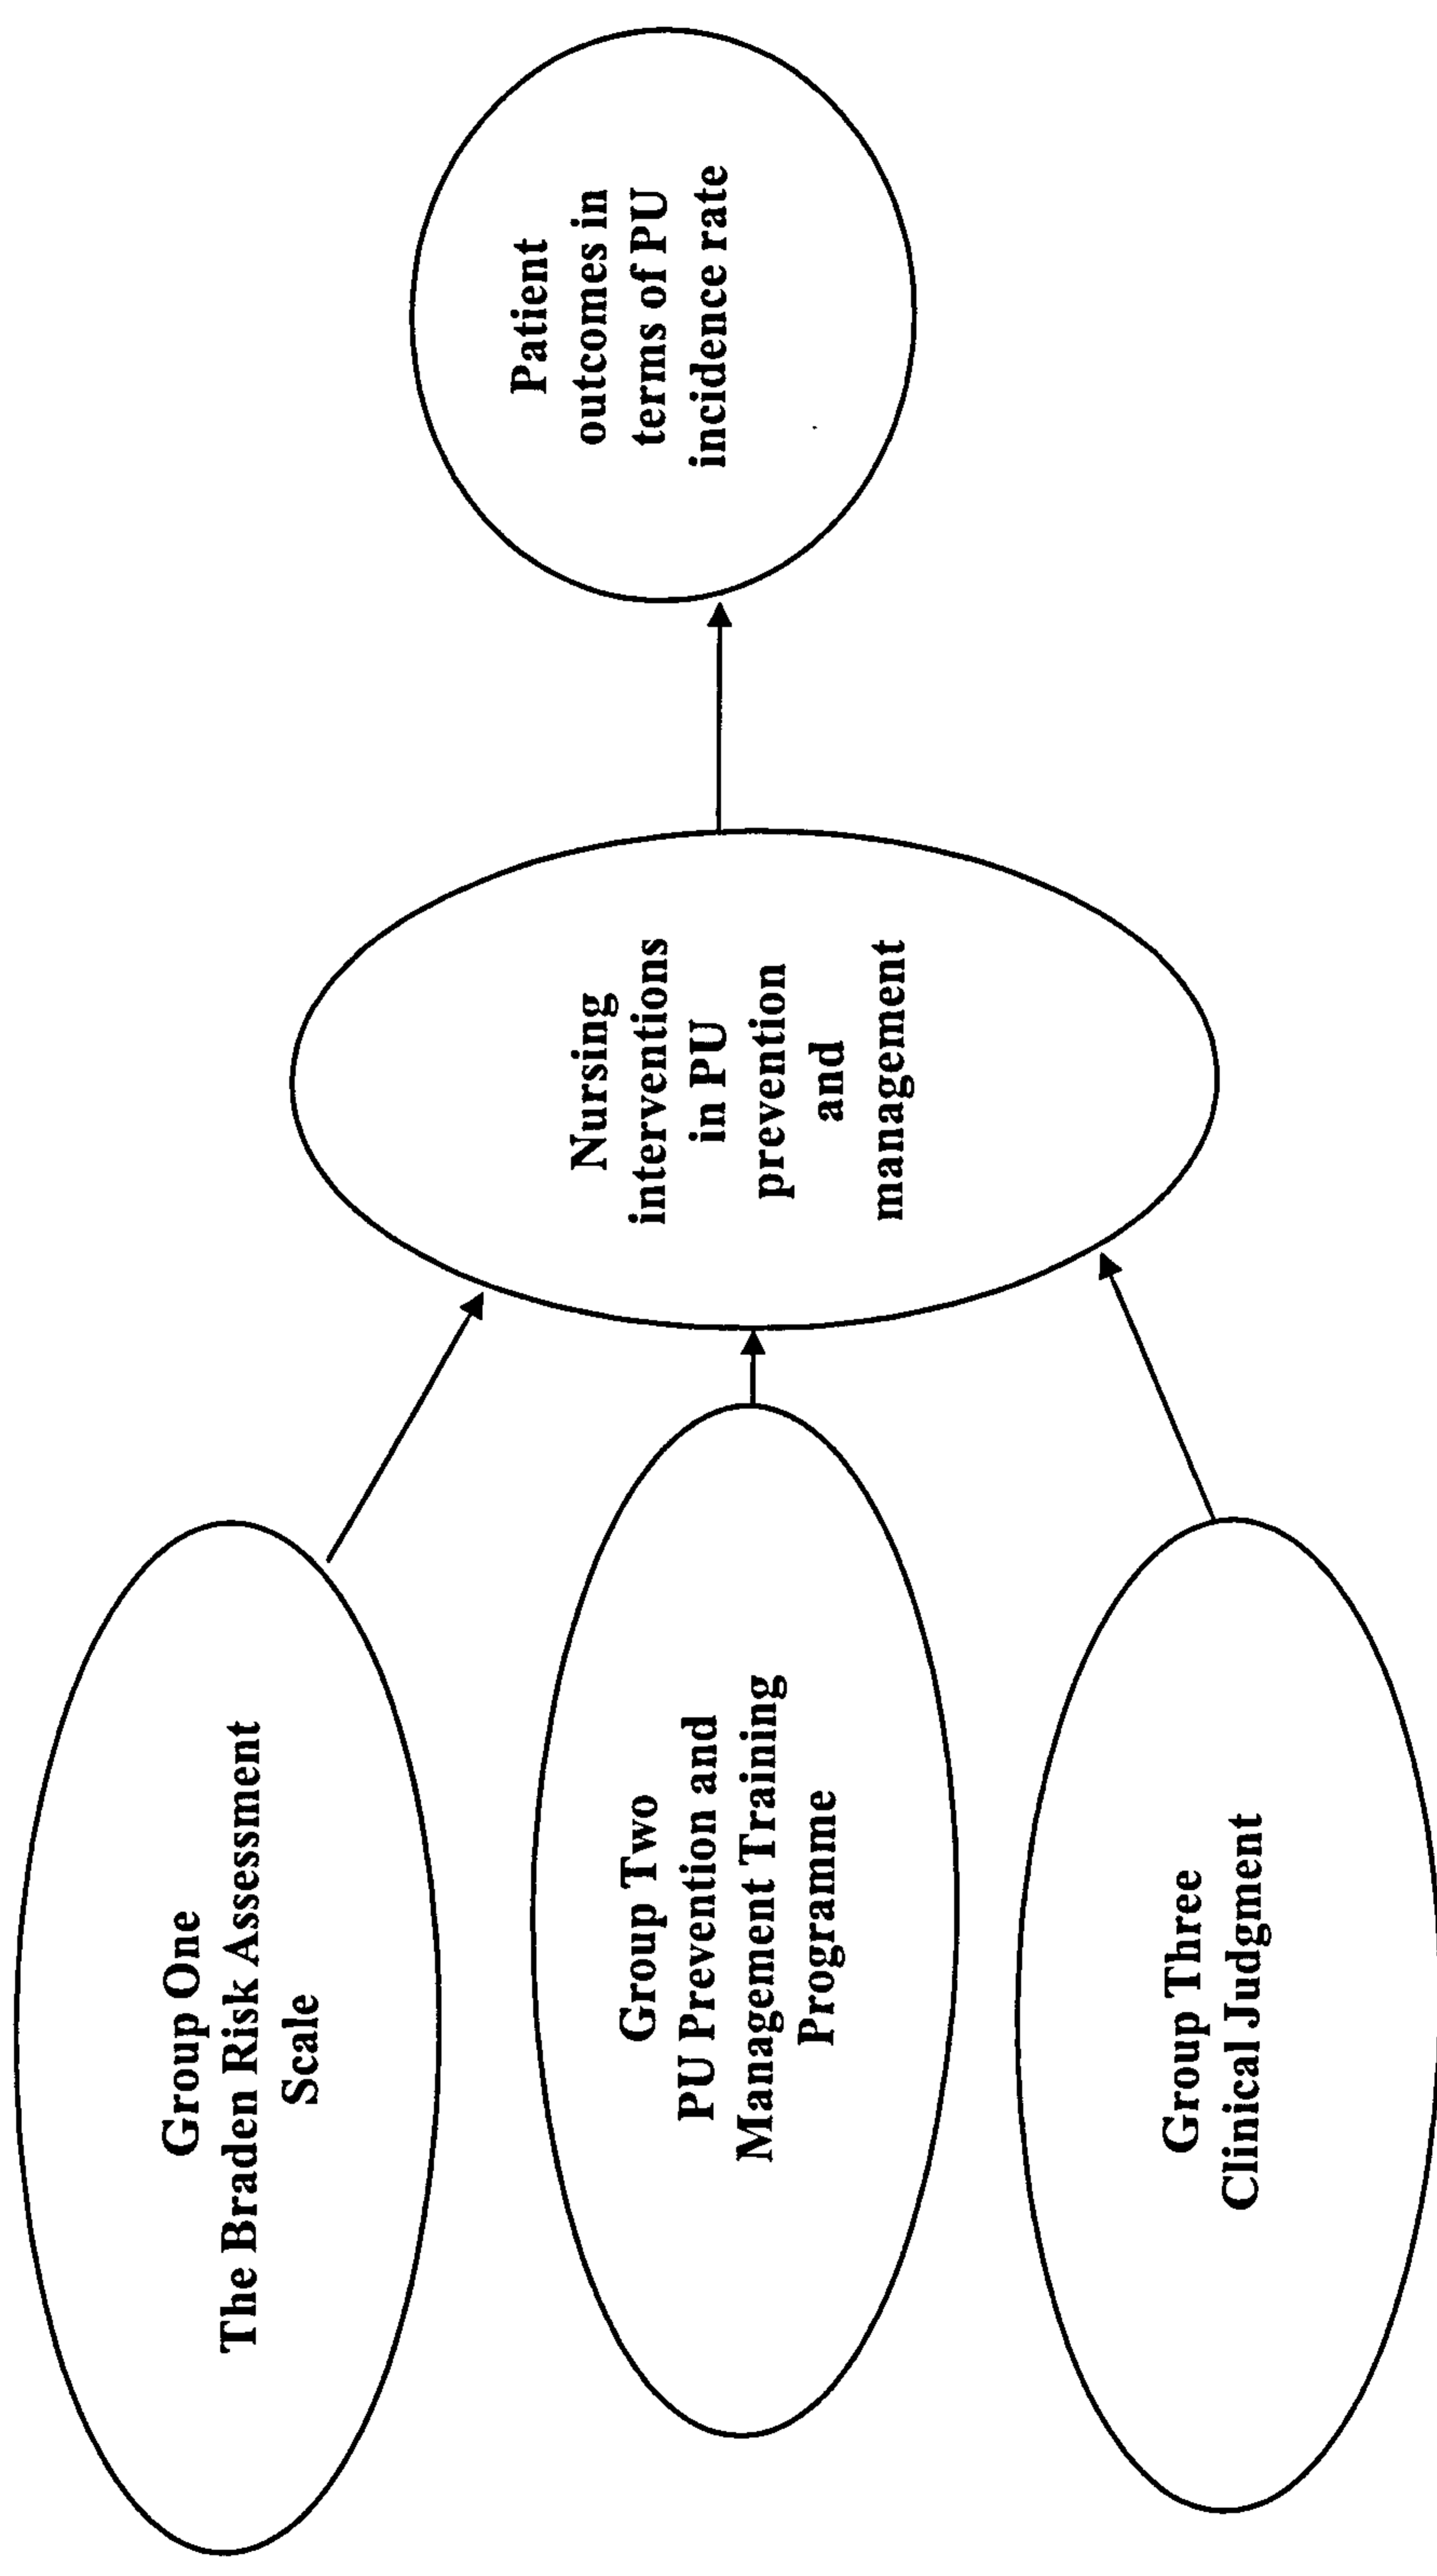 Group One
The Braden Risk Assessment
Scale
Group Two
PU Prevention and
Management Training
Programme
Group Three
Clinical Judgment
Nursing
interventions
in PU
prevention
and
management
Patient
outcomes in
terms of PU
incidence rate